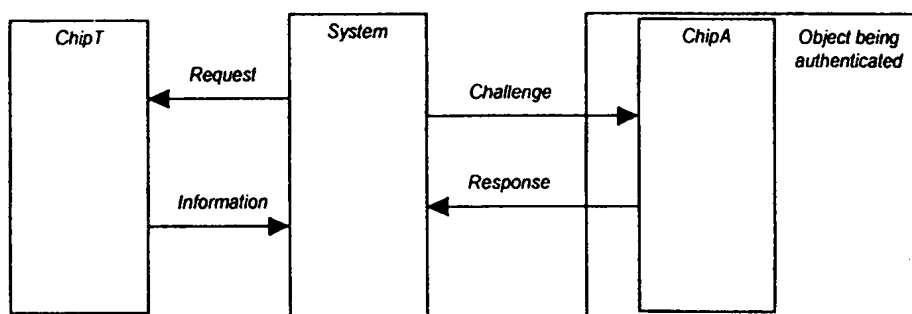 ChipT
System
ChipA
Object being
authenticated
Request
Challenge
Response
Information